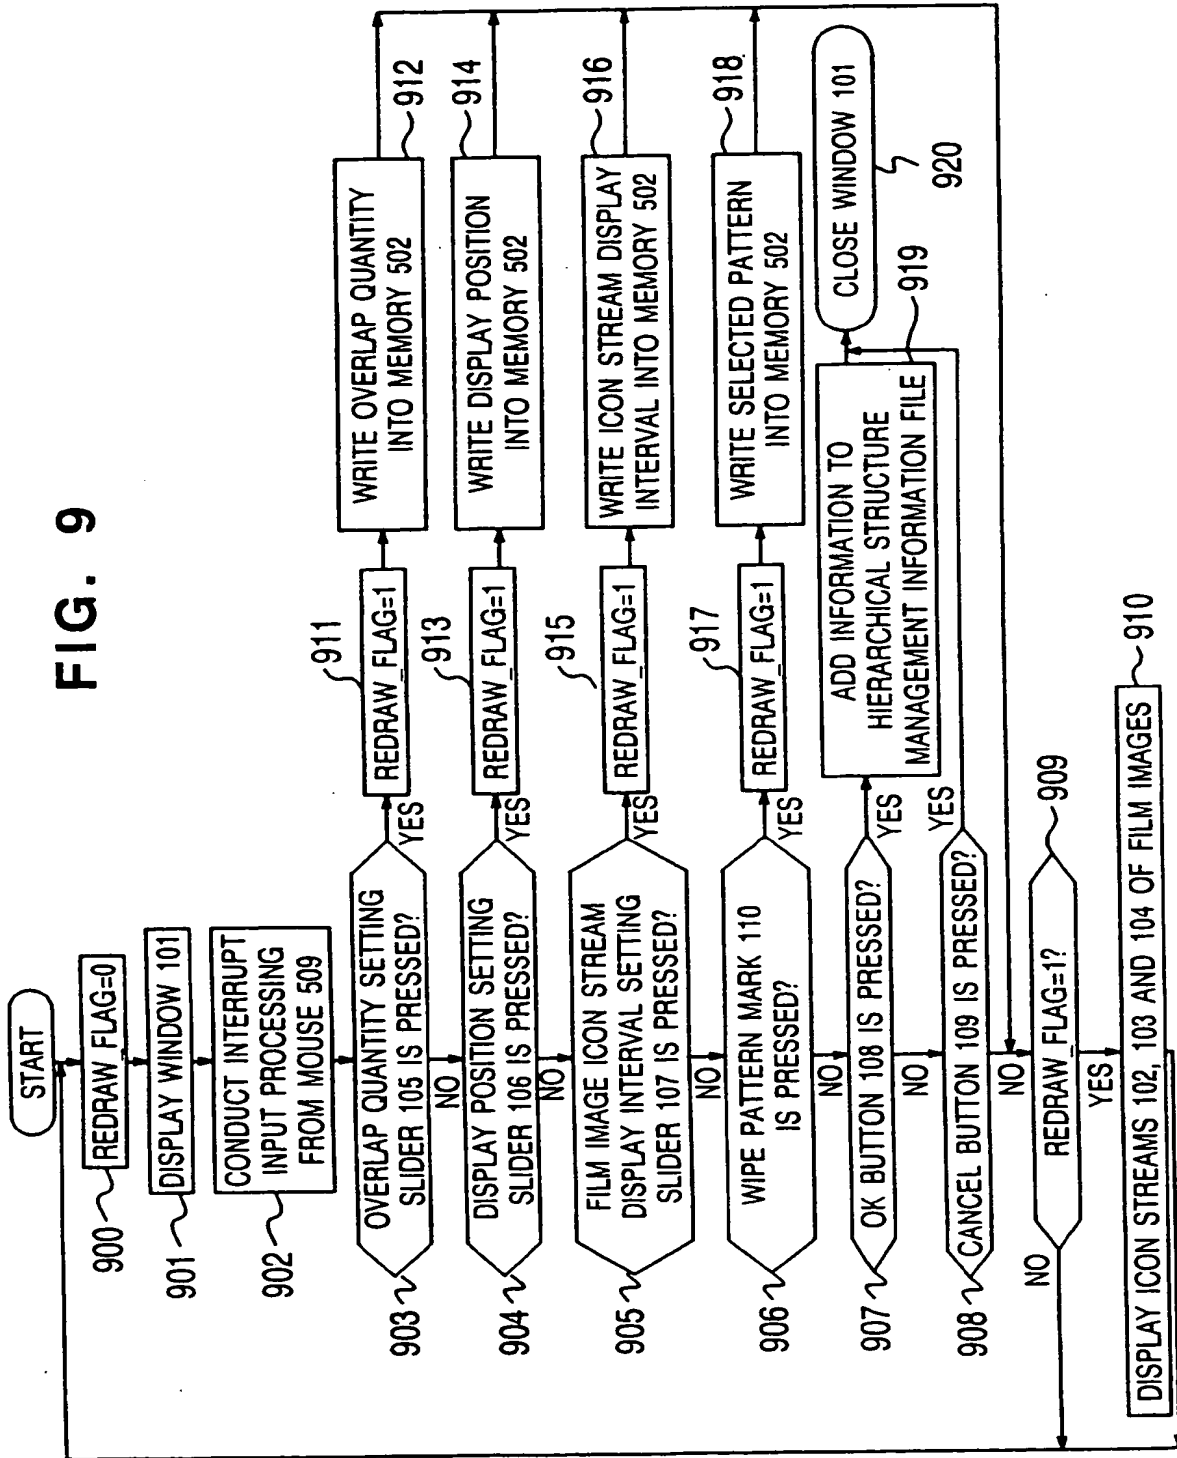 FIG. 9
START
REDRAW_FLAG=0
900
DISPLAY WINDOW 101
901
CONDUCT INTERRUPT
INPUT PROCESSING
FROM MOUSE 509
902
OVERLAP QUANTITY SETTING
SLIDER 105 IS PRESSED?
903
YES
NO
REDRAW_FLAG=1
911
WRITE OVERLAP QUANTITY
INTO MEMORY 502
912
DISPLAY POSITION SETTING
SLIDER 106 IS PRESSED?
904
YES
NO
REDRAW_FLAG=1
913
WRITE DISPLAY POSITION
INTO MEMORY 502
914
FILM IMAGE ICON STREAM
DISPLAY INTERVAL SETTING
SLIDER 107 IS PRESSED?
905
YES
NO
REDRAW_FLAG=1
915
WRITE ICON STREAM DISPLAY
INTERVAL INTO MEMORY 502
916
WIPE PATTERN MARK 110
IS PRESSED?
906
YES
NO
REDRAW_FLAG=1
917
WRITE SELECTED PATTERN
INTO MEMORY 502
918
OK BUTTON 108 IS PRESSED?
907
YES
NO
ADD INFORMATION TO
HIERARCHICAL STRUCTURE
MANAGEMENT INFORMATION FILE
919
CLOSE WINDOW 101
920
CANCEL BUTTON 109 IS PRESSED?
908
YES
NO
REDRAW_FLAG=1?
909
NO
YES
DISPLAY ICON STREAMS 102, 103 AND 104 OF FILM IMAGES
910